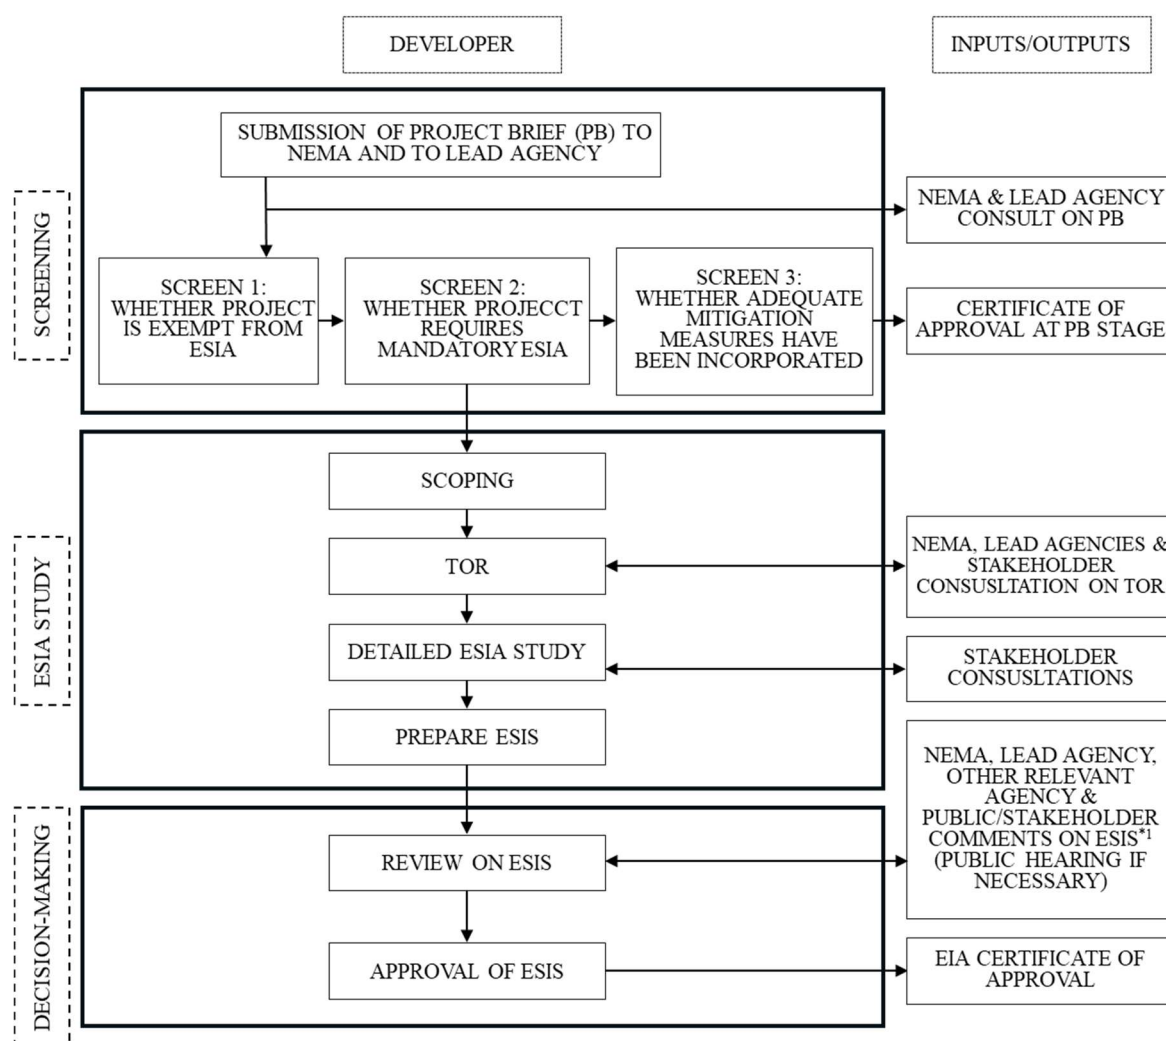 DEVELOPER
INPUTS/OUTPUTS
SCREENING
SUBMISSION OF PROJECT BRIEF (PB) TO
NEMA AND TO LEAD AGENCY
NEMA & LEAD AGENCY
CONSULT ON PB
SCREEN 1:
WHETHER PROJECT
IS EXEMPT FROM
ESIA
SCREEN 2:
WHETHER PROJECCT
REQUIRES
MANDATORY ESIA
SCREEN 3:
WHETHER ADEQUATE
MITIGATION
MEASURES HAVE
BEEN INCORPORATED
CERTIFICATE OF
APPROVAL AT PB STAGE
ESIA STUDY
SCOPING
TOR
NEMA, LEAD AGENCIES &
STAKEHOLDER
CONSUSLTATION ON TOR
DETAILED ESIA STUDY
STAKEHOLDER
CONSUSLTATIONS
PREPARE ESIS
DECISION-MAKING
REVIEW ON ESIS
NEMA, LEAD AGENCY,
OTHER RELEVANT
AGENCY &
PUBLIC/STAKEHOLDER
COMMENTS ON ESIS*1
(PUBLIC HEARING IF
NECESSARY)
APPROVAL OF ESIS
EIA CERTIFICATE OF
APPROVAL